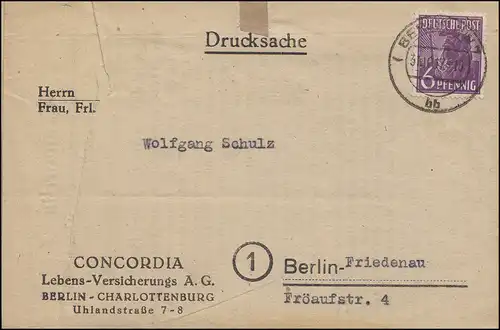 Drucksache
DEUTSCHE POST
6 PFENNIG
bb
Herrn
Frau, Frl.
Wolfgang Schulz
CONCORDIA
Lebens-Versicherungs A. G.
BERLIN - CHARLOTTENBURG
Uhlandstraße 7-8
1
Berlin-Friedenau
Fröaufstr. 4